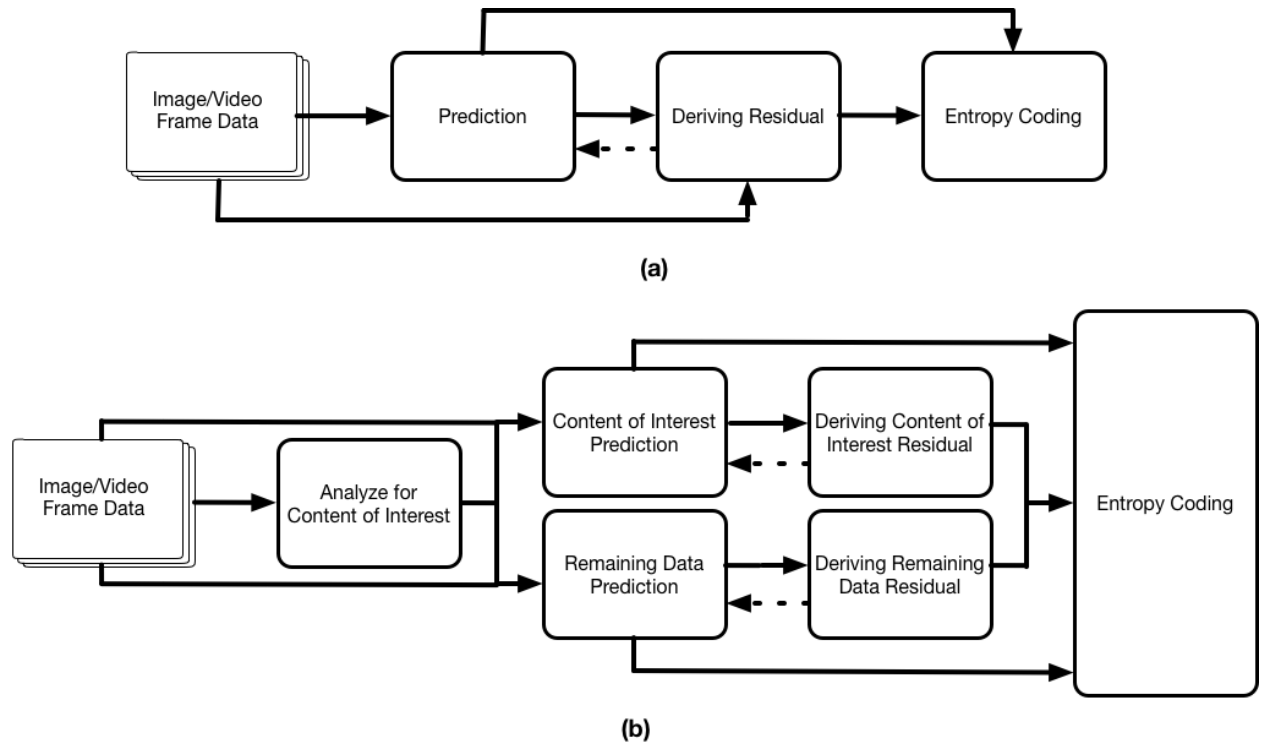 Image/Video
Frame Data
Prediction
Deriving Residual
Entropy Coding
(a)
Image/Video
Frame Data
Analyze for
Content of Interest
Content of Interest
Prediction
Deriving Content of
Interest Residual
Remaining Data
Prediction
Deriving Remaining
Data Residual
Entropy Coding
(b)